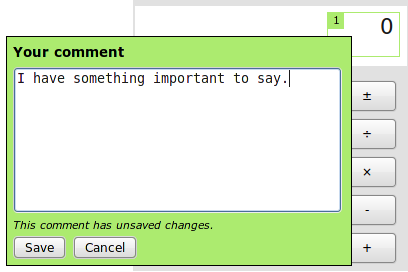 1
0
Your comment
I have something important to say.
±
÷
×
-
+
This comment has unsaved changes.
Save
Cancel